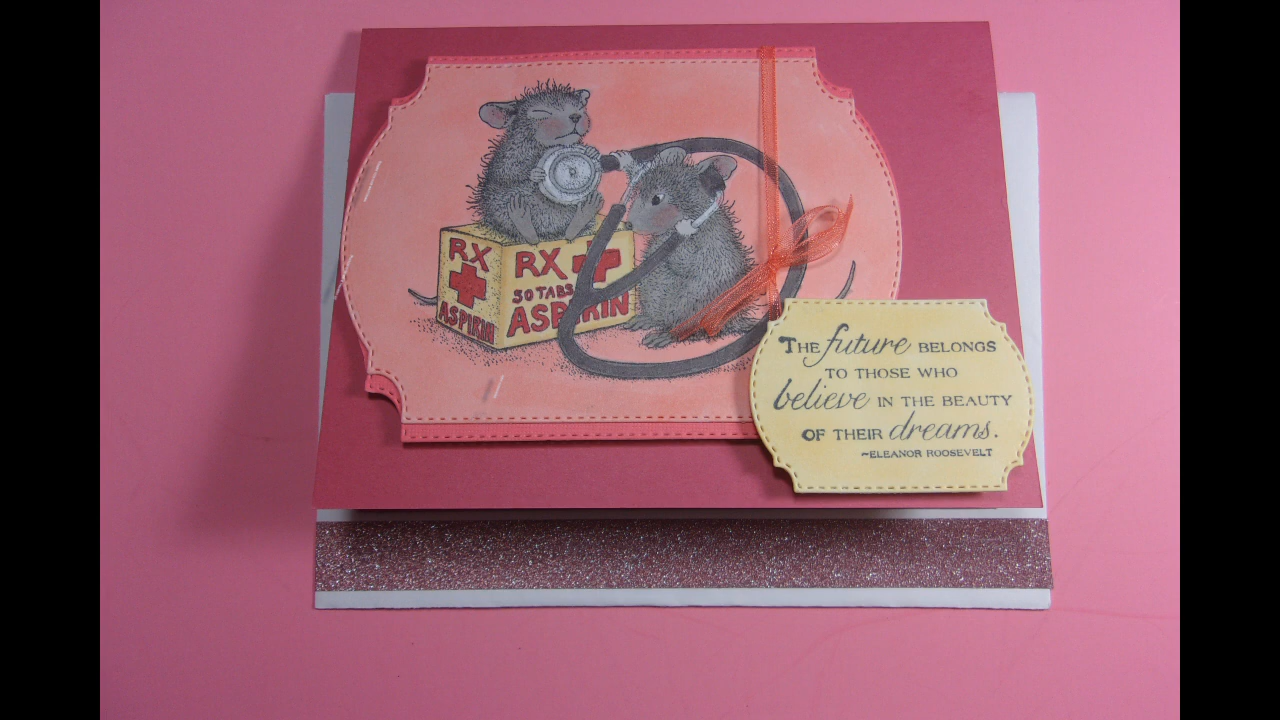 RX
ASPIRIN
RX
50 TABS
ASPIRIN
THE future BELONGS
TO THOSE WHO
believe IN THE BEAUTY
OF THEIR dreams.
~ELEANOR ROOSEVELT